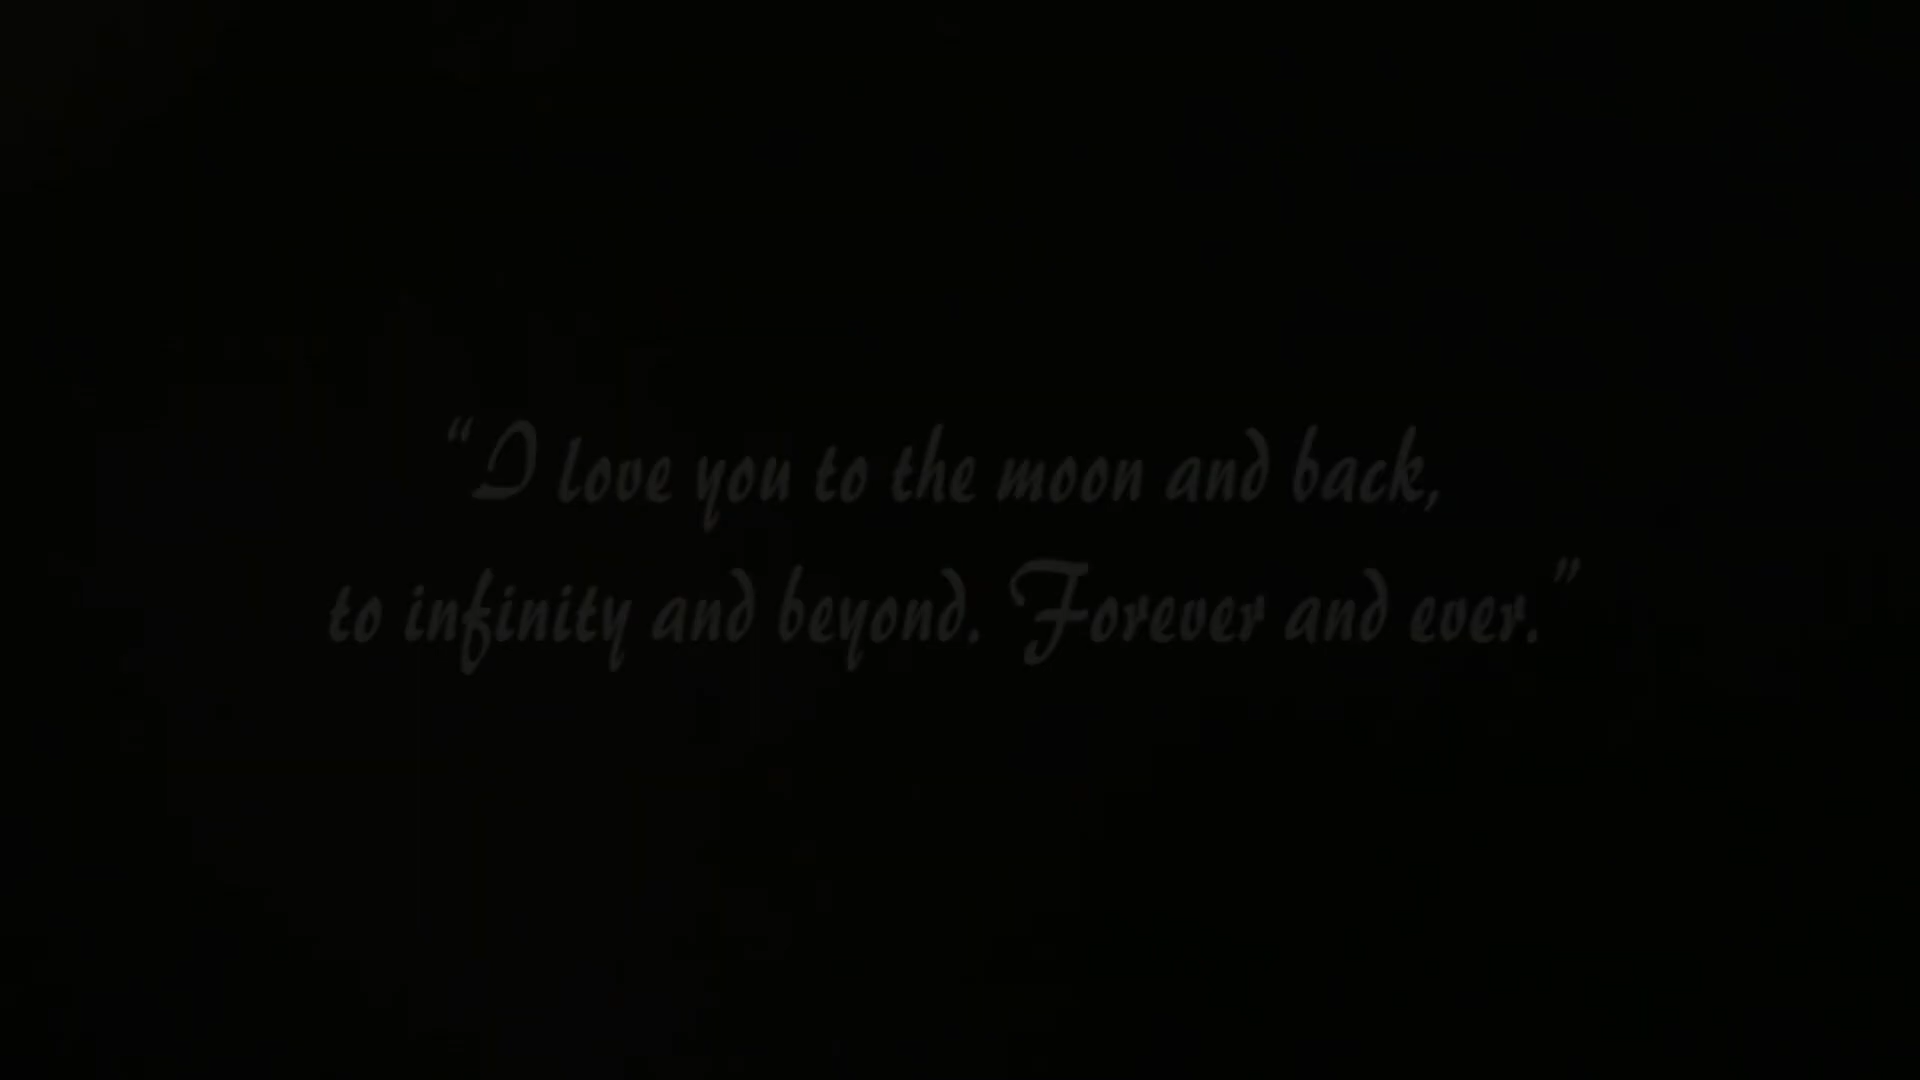 “I love you to the moon and back,
to infinity and beyond. Forever and ever.”